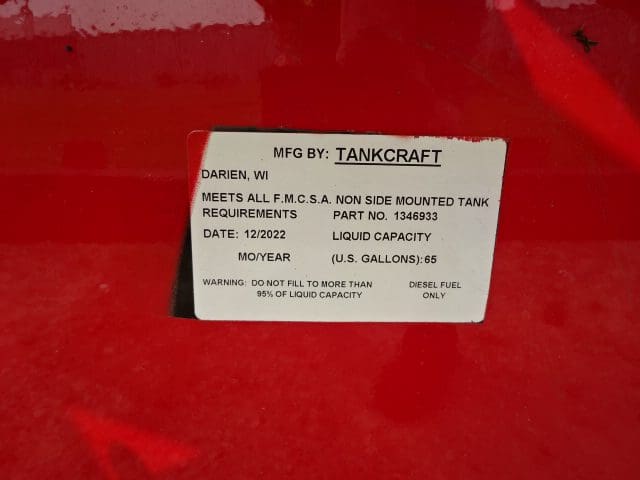 MFG BY: TANKCRAFT
DARIEN, WI
MEETS ALL F.M.C.S.A. NON SIDE MOUNTED TANK
REQUIREMENTS PART NO. 1346933
DATE: 12/2022 LIQUID CAPACITY
MO/YEAR (U.S. GALLONS): 65
WARNING: DO NOT FILL TO MORE THAN DIESEL FUEL
95% OF LIQUID CAPACITY ONLY